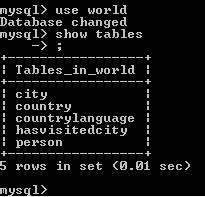 mysql> use world
Database changed
mysql> show tables
    -> ;
+-----------------+
| Tables_in_world |
+-----------------+
| city            |
| country         |
| countrylanguage |
| hasvisitedcity  |
| person          |
+-----------------+
5 rows in set (0.01 sec)
mysql>